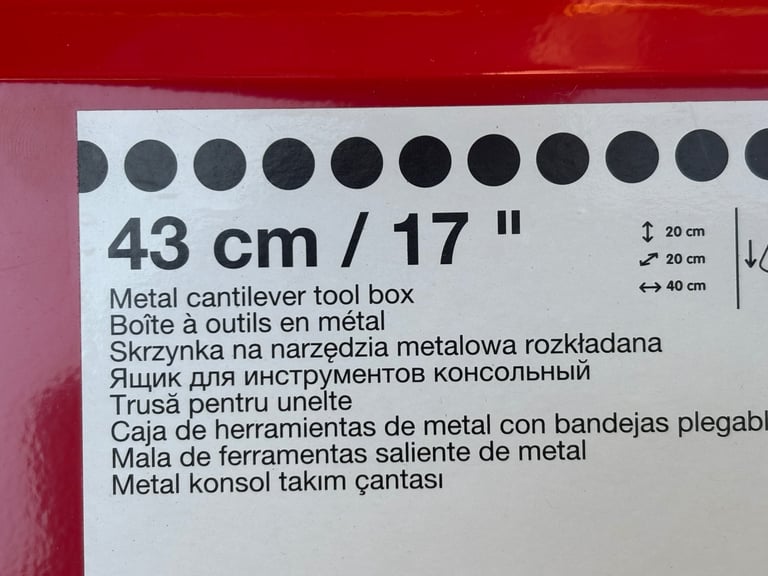 43 cm / 17 "
Metal cantilever tool box
Boîte à outils en métal
Skrzynka na narzędzia metalowa rozkładana
Ящик для инструментов консольный
Trusă pentru unelte
Caja de herramientas de metal con bandejas plegabl
Mala de ferramentas saliente de metal
Metal konsol takım çantası
20 cm
20 cm
40 cm